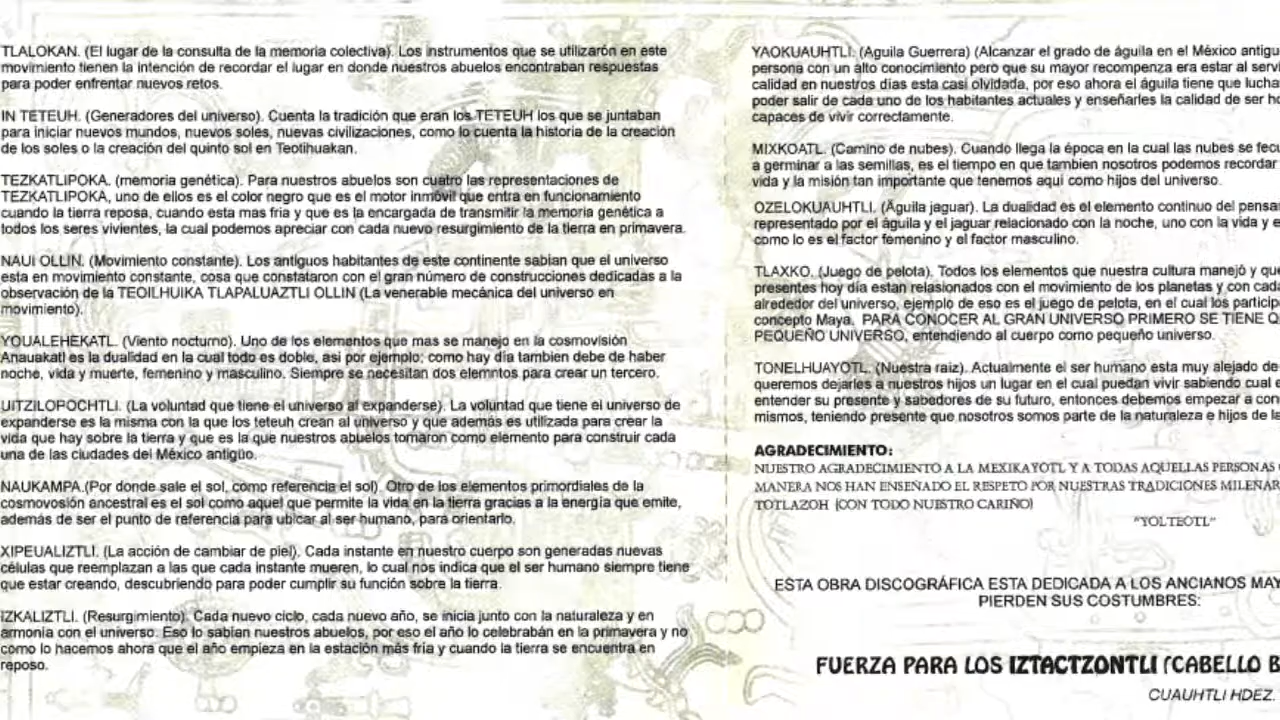 TLALOKAN. (El lugar de la consulta de la memoria colectiva). Los instrumentos que se utilizarón en este
movimiento tienen la intención de recordar el lugar en donde nuestros abuelos encontraban respuestas
para poder enfrentar nuevos retos.
IN TETEUH. (Generadores del universo). Cuenta la tradición que eran los TETEUH los que se juntaban
para iniciar nuevos mundos, nuevos soles, nuevas civilizaciones, como lo cuenta la historia de la creación
de los soles o la creación del quinto sol en Teotihuakan.
TEZKATLIPOKA. (memoria genética). Para nuestros abuelos son cuatro las representaciones de
TEZKATLIPOKA, uno de ellos es el color negro que es el motor inmóvil que entra en funcionamiento
cuando la tierra reposa, cuando esta mas fria y que es la encargada de transmitir la memoria genética a
todos los seres vivientes, la cual podemos apreciar con cada nuevo resurgimiento de la tierra en primavera.
NAUI OLLIN. (Movimiento constante). Los antiguos habitantes de este continente sabian que el universo
esta en movimiento constante, cosa que constataron con el gran número de construcciones dedicadas a la
observación de la TEOILHUIKA TLAPALUAZTLI OLLIN (La venerable mecánica del universo en
movimiento).
YOUALEHEKATL. (Viento nocturno). Uno de los elementos que mas se manejo en la cosmovisión
Anauakatl es la dualidad en la cual todo es doble, asi por ejemplo; como hay día tambien debe de haber
noche, vida y muerte, femenino y masculino. Siempre se necesitan dos elemntos para crear un tercero.
UITZILOPOCHTLI. (La voluntad que tiene el universo al expanderse). La voluntad que tiene el universo de
expanderse es la misma con la que los teteuh crean al universo y que además es utilizada para crear la
vida que hay sobre la tierra y que es la que nuestros abuelos tomaron como elemento para construir cada
una de las ciudades del México antigüo.
NAUKAMPA.(Por donde sale el sol, como referencia el sol). Otro de los elementos primordiales de la
cosmovosión ancestral es el sol como aquel que permite la vida en la tierra gracias a la energía que emite,
además de ser el punto de referencia para ubicar al ser humano, para orientarlo.
XIPEUALIZTLI. (La acción de cambiar de piel). Cada instante en nuestro cuerpo son generadas nuevas
células que reemplazan a las que cada instante mueren, lo cual nos indica que el ser humano siempre tiene
que estar creando, descubriendo para poder cumplir su función sobre la tierra.
IZKALIZTLI. (Resurgimiento). Cada nuevo ciclo, cada nuevo año, se inicia junto con la naturaleza y en
armonia con el universo. Eso lo sabian nuestros abuelos, por eso el año lo celebrabán en la primavera y no
como lo hacemos ahora que el año empieza en la estación más fria y cuando la tierra se encuentra en
reposo.
YAOKUAUHTLI. (Aguila Guerrera) (Alcanzar el grado de águila en el México antigu
persona con un alto conocimiento pero que su mayor recompenza era estar al servi
calidad en nuestros días esta casi olvidada, por eso ahora el águila tiene que lucha
poder salir de cada uno de los habitantes actuales y enseñarles la calidad de ser h
capaces de vivir correctamente.
MIXKOATL. (Camino de nubes). Cuando llega la época en la cual las nubes se fecu
a germinar a las semillas, es el tiempo en que tambien nosotros podemos recordar
vida y la misión tan importante que tenemos aqui como hijos del universo.
OZELOKUAUHTLI. (Águila jaguar). La dualidad es el elemento continuo del pensa
representado por el águila y el jaguar relacionado con la noche, uno con la vida y e
como lo es el factor femenino y el factor masculino.
TLAXKO. (Juego de pelota). Todos los elementos que nuestra cultura manejó y que
presentes hoy día estan relasionados con el movimiento de los planetas y con cada
alrededor del universo, ejemplo de eso es el juego de pelota, en el cual los particip
concepto Maya. PARA CONOCER AL GRAN UNIVERSO PRIMERO SE TIENE Q
PEQUEÑO UNIVERSO, entendiendo al cuerpo como pequeño universo.
TONELHUAYOTL. (Nuestra raiz). Actualmente el ser humano esta muy alejado de
queremos dejarles a nuestros hijos un lugar en el cual puedan vivir sabiendo cual e
entender su presente y sabedores de su futuro, entonces debemos empezar a con
mismos, teniendo presente que nosotros somos parte de la naturaleza e hijos de la
AGRADECIMIENTO:
NUESTRO AGRADECIMIENTO A LA MEXIKAYOTL Y A TODAS AQUELLAS PERSONAS
MANERA NOS HAN ENSEÑADO EL RESPETO POR NUESTRAS TRADICIONES MILENAR
TOTLAZOH (CON TODO NUESTRO CARIÑO)
"YOLTEOTL"
ESTA OBRA DISCOGRÁFICA ESTA DEDICADA A LOS ANCIANOS MAY
PIERDEN SUS COSTUMBRES:
FUERZA PARA LOS IZTACTZONTLI (CABELLO B
CUAUHTLI HDEZ.